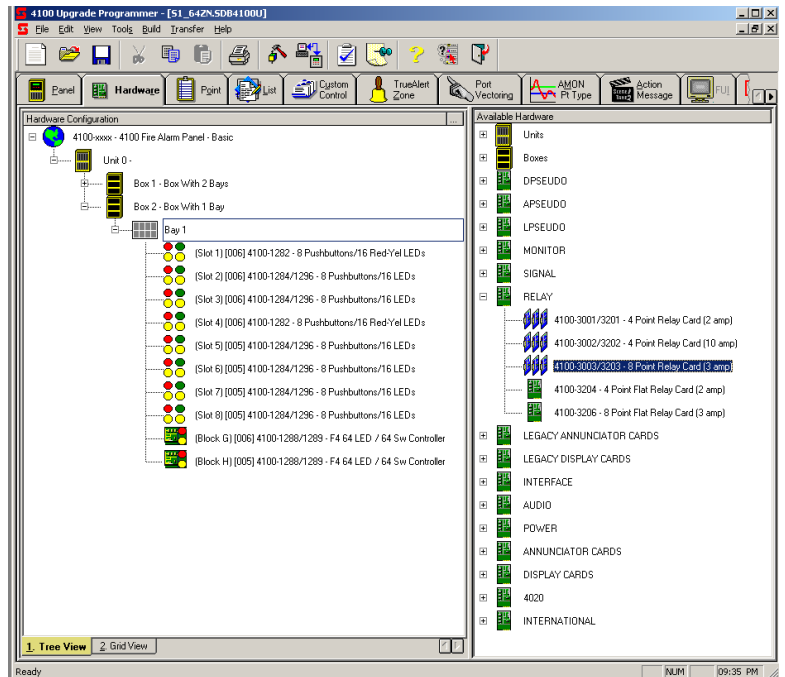 4100 Upgrade Programmer - [S1_64ZN.SDB4100U]
File Edit View Tools Build Transfer Help
Panel Hardware Point List Custom Control TrueAlert Zone Port Vectoring AMON Pt Type Action Message FUI
Hardware Configuration ...
4100-xxxx - 4100 Fire Alarm Panel - Basic
Unit 0 -
Box 1 - Box With 2 Bays
Box 2 - Box With 1 Bay
Bay 1
(Slot 1) [006] 4100-1282 - 8 Pushbuttons/16 Red-Yel LEDs
(Slot 2) [006] 4100-1284/1296 - 8 Pushbuttons/16 LEDs
(Slot 3) [006] 4100-1284/1296 - 8 Pushbuttons/16 LEDs
(Slot 4) [006] 4100-1282 - 8 Pushbuttons/16 Red-Yel LEDs
(Slot 5) [005] 4100-1284/1296 - 8 Pushbuttons/16 LEDs
(Slot 6) [005] 4100-1284/1296 - 8 Pushbuttons/16 LEDs
(Slot 7) [005] 4100-1284/1296 - 8 Pushbuttons/16 LEDs
(Slot 8) [005] 4100-1284/1296 - 8 Pushbuttons/16 LEDs
(Block G) [006] 4100-1288/1289 - F4 64 LED / 64 Sw Controller
(Block H) [005] 4100-1288/1289 - F4 64 LED / 64 Sw Controller
1. Tree View 2. Grid View
Available Hardware
Units
Boxes
DPSEUDO
APSEUDO
LPSEUDO
MONITOR
SIGNAL
RELAY
4100-3001/3201 - 4 Point Relay Card (2 amp)
4100-3002/3202 - 4 Point Relay Card (10 amp)
4100-3003/3203 - 8 Point Relay Card (3 amp)
4100-3204 - 4 Point Flat Relay Card (2 amp)
4100-3206 - 8 Point Flat Relay Card (3 amp)
LEGACY ANNUNCIATOR CARDS
LEGACY DISPLAY CARDS
INTERFACE
AUDIO
POWER
ANNUNCIATOR CARDS
DISPLAY CARDS
4020
INTERNATIONAL
Ready NUM 09:35 PM